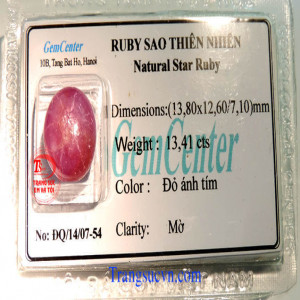 GemCenter
30B, Tang Bat Ho, Hanoi
RUBY SAO THIÊN NHIÊN
Natural Star Ruby
Dimensions:(13,80x12,60/7,10)mm
GemCenter
Weight : 13,41 cts
Color : Đỏ ánh tím
No: ĐQ/14/07-54
Clarity: Mờ
Trangsucvn.com